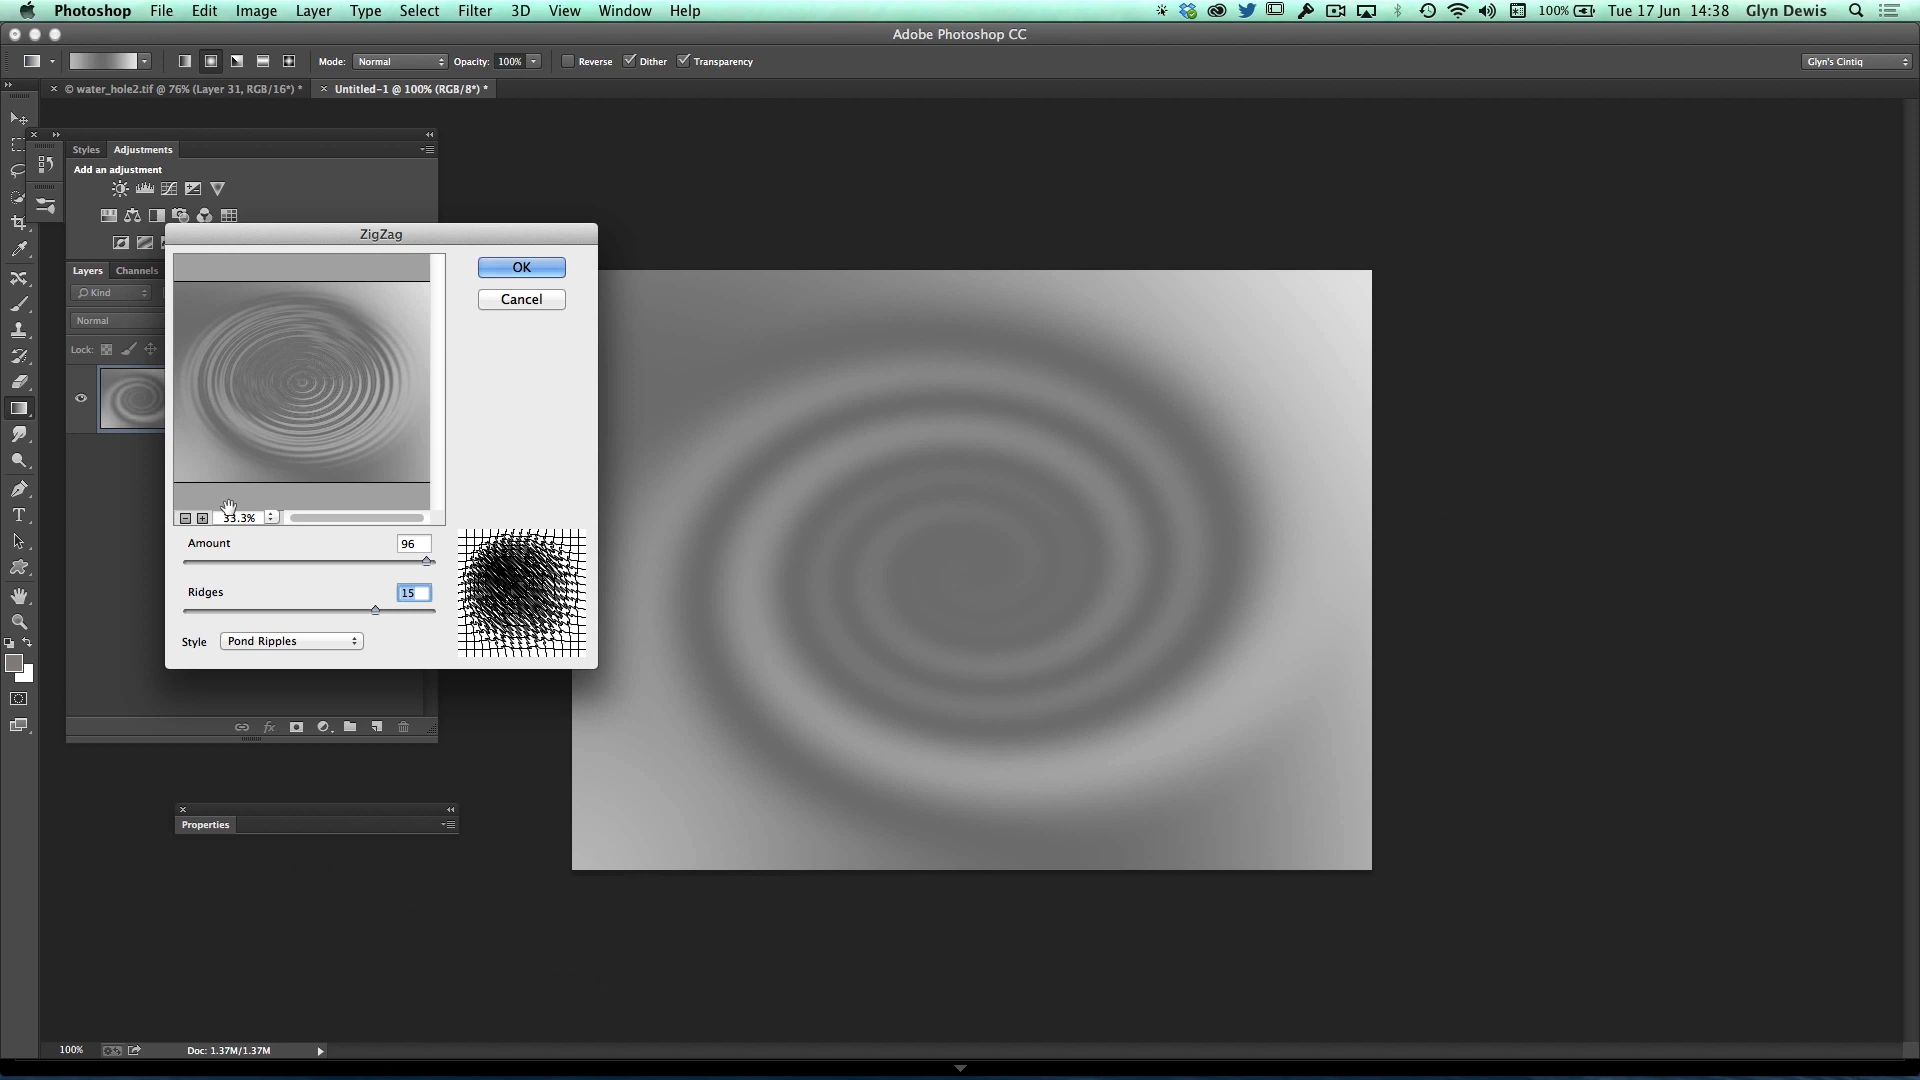 Photoshop File Edit Image Layer Type Select Filter 3D View Window Help 100% Tue 17 Jun 14:38 Glyn Dewis
Adobe Photoshop CC
Mode: Normal Opacity: 100% Reverse Dither Transparency Glyn's Cintiq
© water_hole2.tif @ 76% (Layer 31, RGB/16*) * Untitled-1 @ 100% (RGB/8*) *
Styles Adjustments
Add an adjustment
ZigZag
Layers Channels
OK
Kind
Cancel
Normal
Lock:
33.3%
Amount 96
Ridges 15
Style Pond Ripples
Properties
100% Doc: 1.37M/1.37M